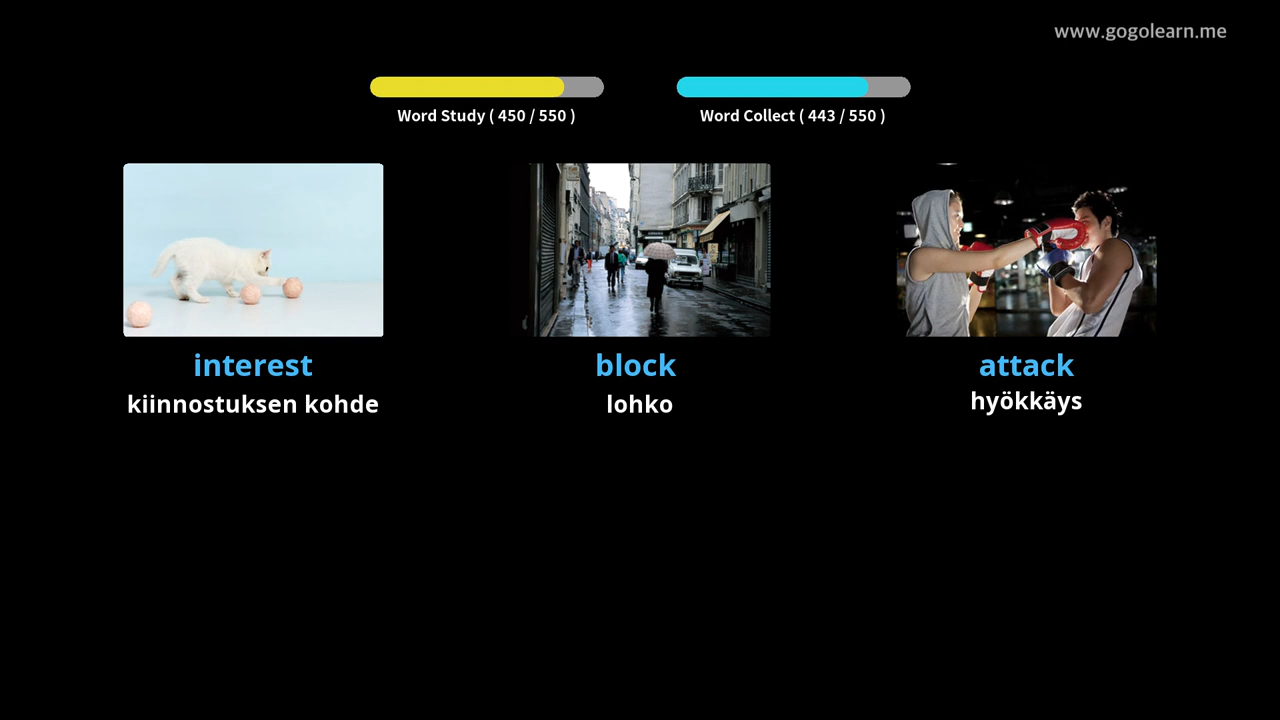 www.gogolearn.me
Word Study ( 450 / 550 )
Word Collect ( 443 / 550 )
interest
kiinnostuksen kohde
block
lohko
attack
hyökkäys